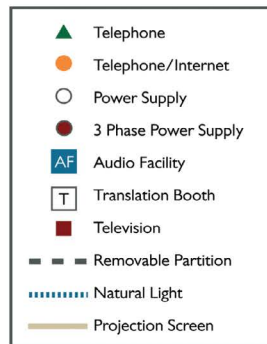 Telephone
Telephone/Internet
Power Supply
3 Phase Power Supply
AF Audio Facility
T Translation Booth
Television
Removable Partition
Natural Light
Projection Screen